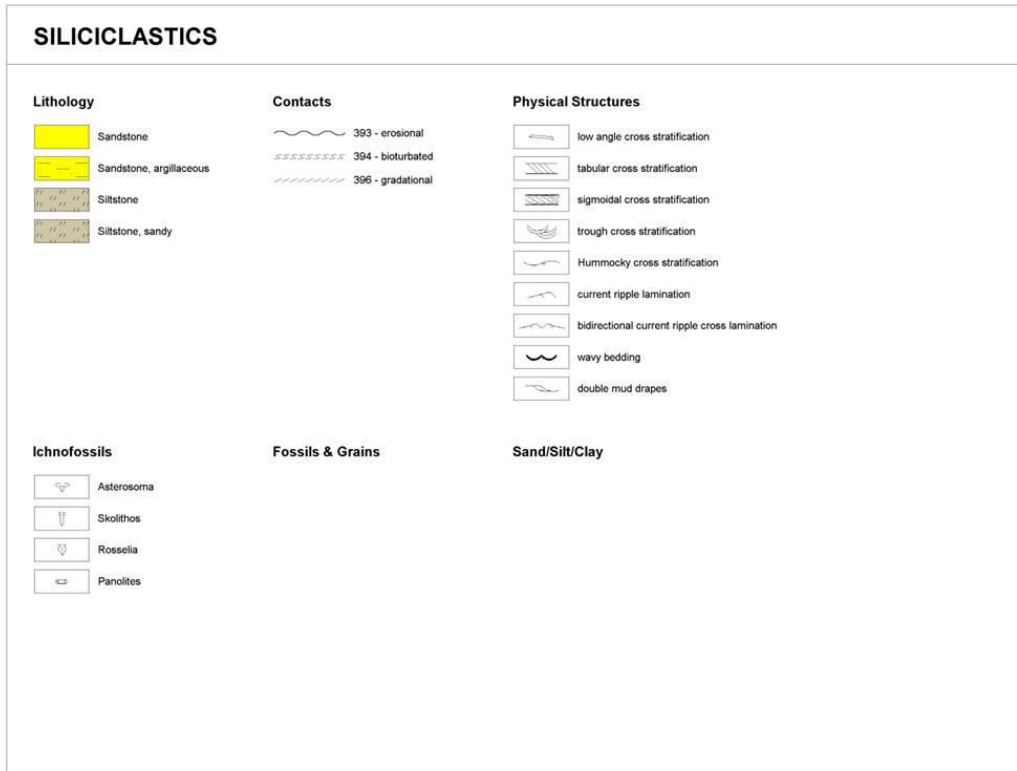 SILICICLASTICS
Lithology
Sandstone
Sandstone, argillaceous
Siltstone
Siltstone, sandy
Contacts
393 - erosional
394 - bioturbated
396 - gradational
Physical Structures
low angle cross stratification
tabular cross stratification
sigmoidal cross stratification
trough cross stratification
Hummocky cross stratification
current ripple lamination
bidirectional current ripple cross lamination
wavy bedding
double mud drapes
Ichnofossils
Asterosoma
Skolithos
Rosselia
Panolites
Fossils & Grains
Sand/Silt/Clay